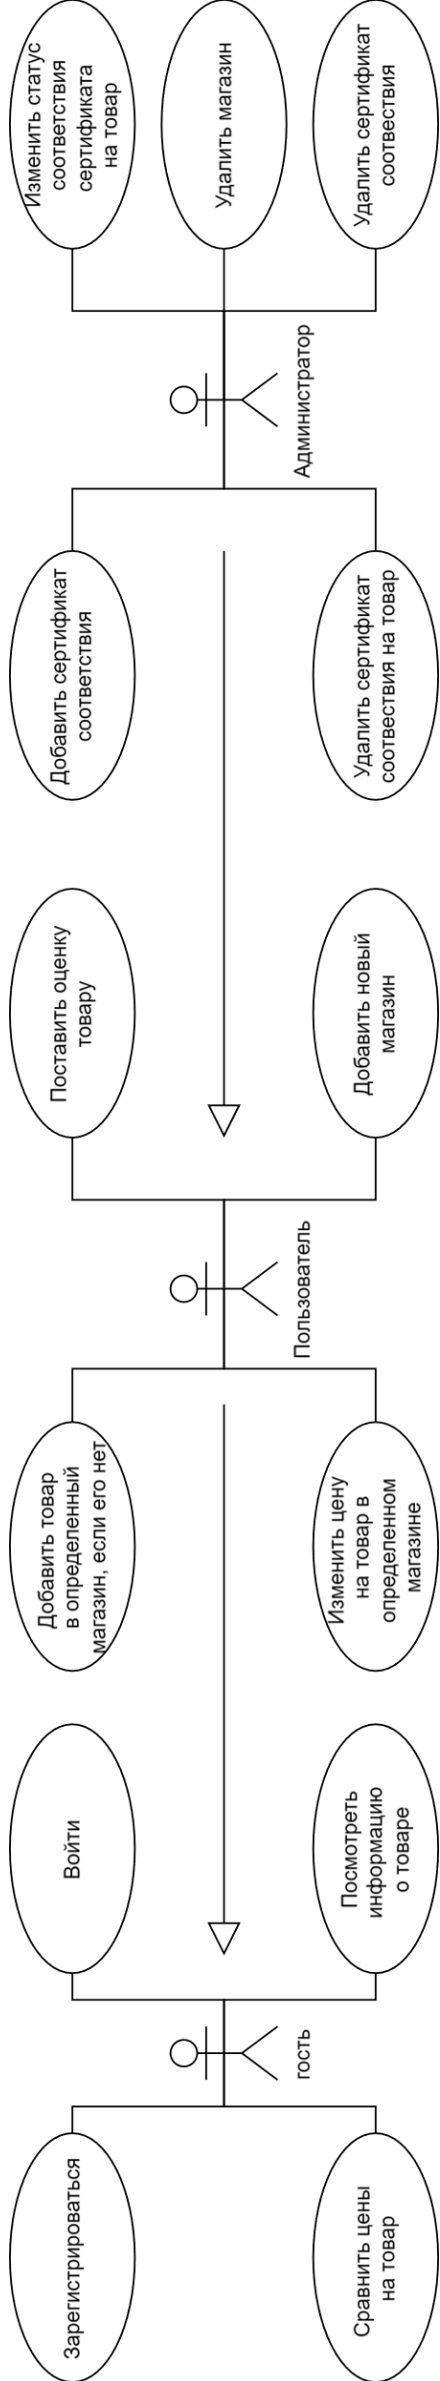 Зарегистрироваться
Сравнить цены
на товар
гость
Войти
Посмотреть
информацию
о товаре
Добавить товар
в определенный
магазин, если его нет
Изменить цену
на товар в
определенном
магазине
Пользователь
Поставить оценку
товару
Добавить новый
магазин
Добавить сертификат
соответствия
Удалить сертификат
соотвествия на товар
Администратор
Изменить статус
соответствия
сертификата
на товар
Удалить магазин
Удалить сертификат
соотвествия